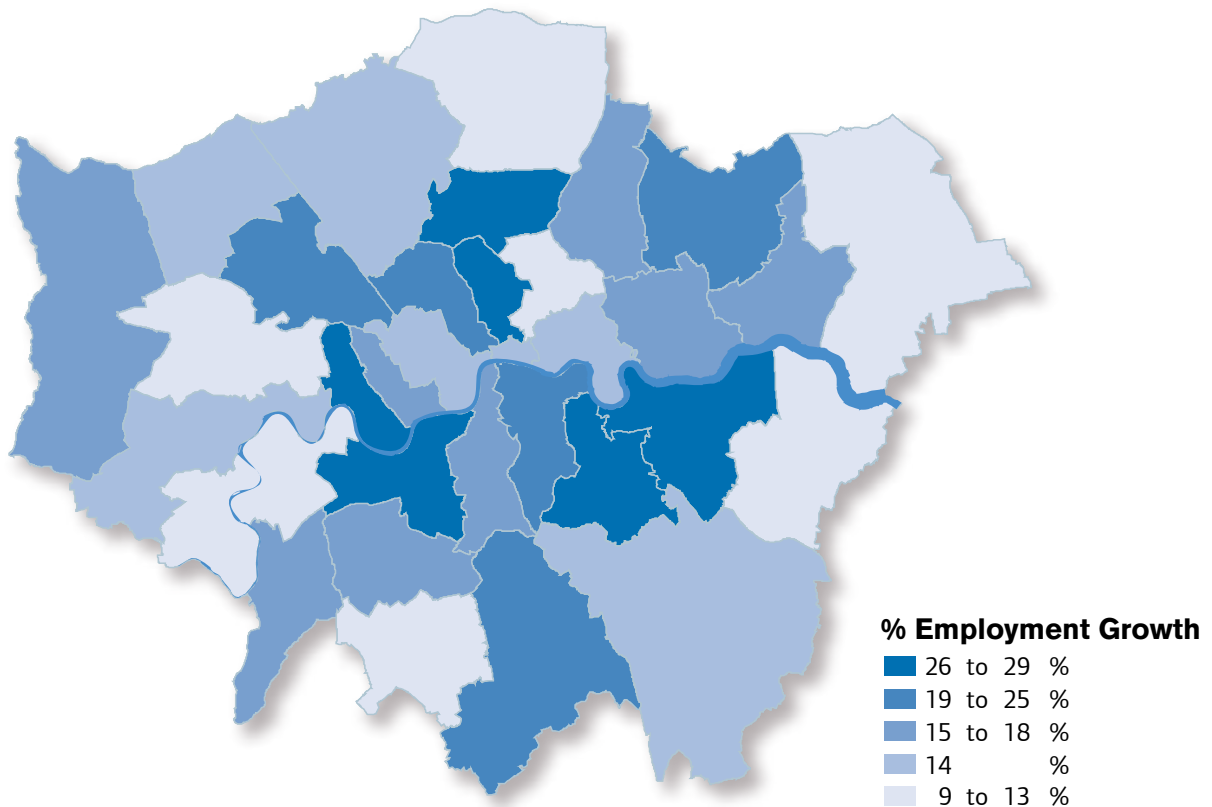 % Employment Growth
26 to 29 %
19 to 25 %
15 to 18 %
14 %
9 to 13 %